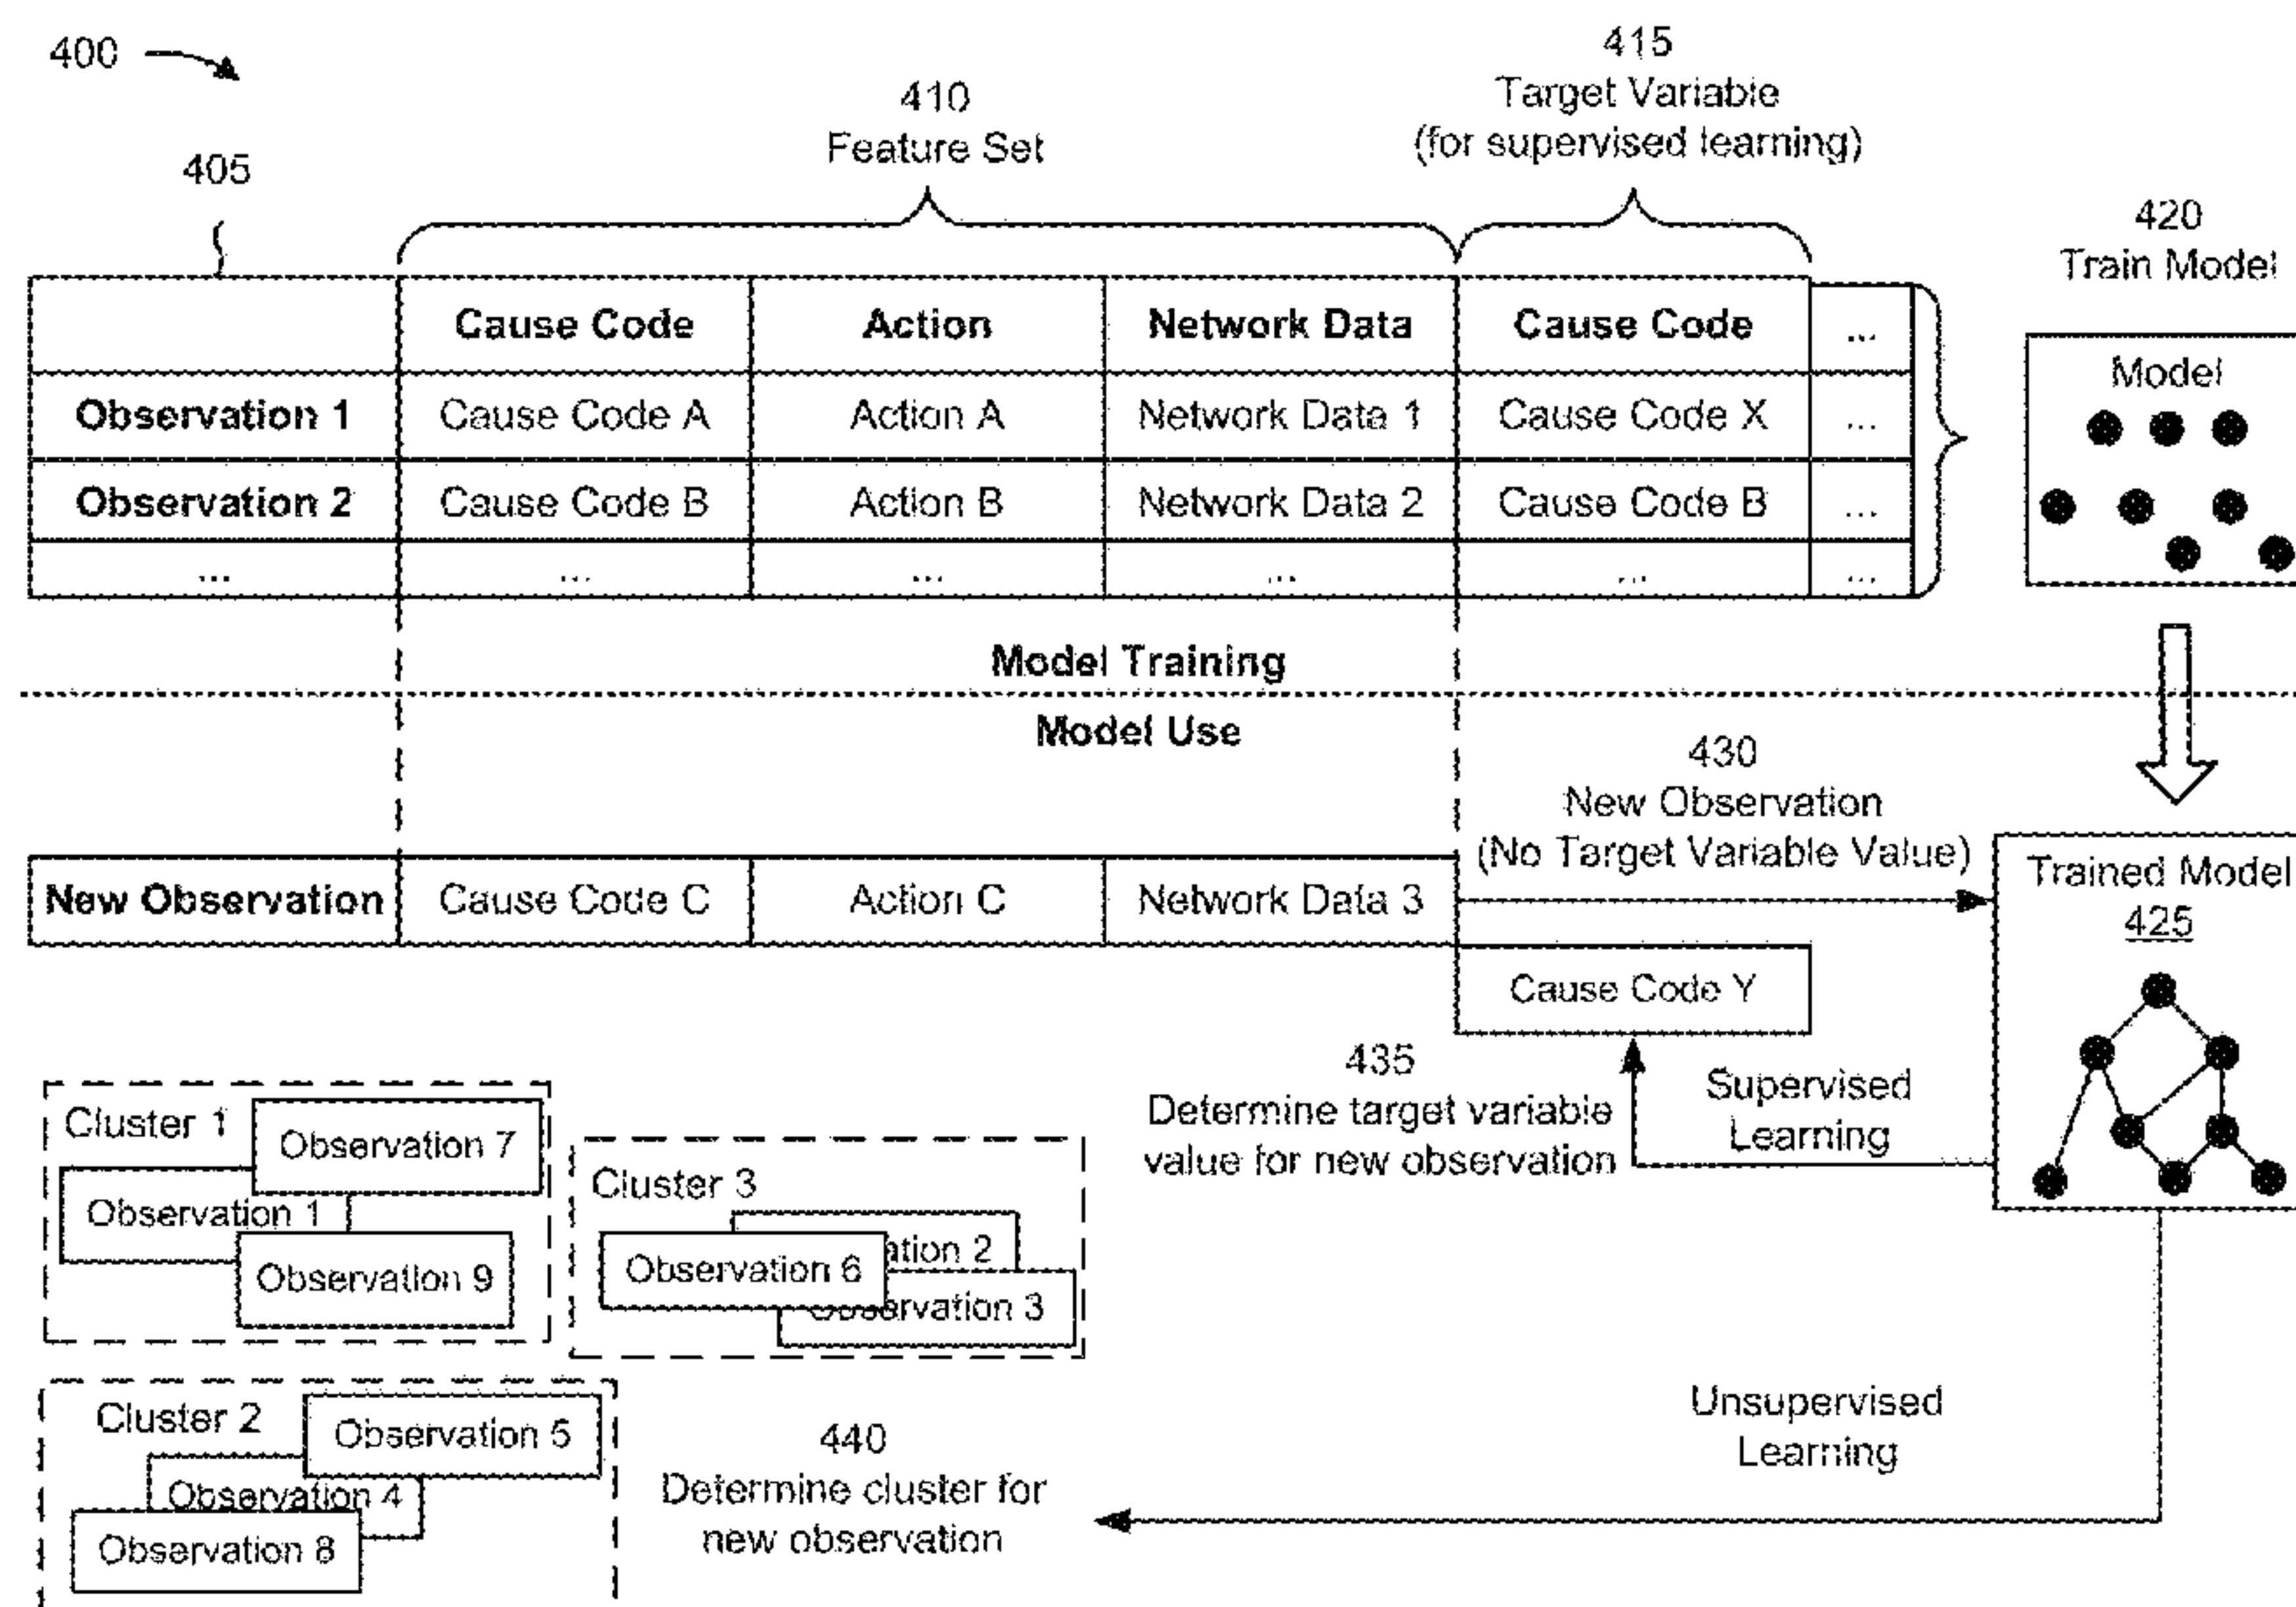 400
405
410
Feature Set
415
Target Variable
(for supervised learning)
420
Train Model
Cause Code Action Network Data Cause Code ...
Observation 1 Cause Code A Action A Network Data 1 Cause Code X ...
Observation 2 Cause Code B Action B Network Data 2 Cause Code B ...
... ... ... ... ... ...
Model
Model Training
Model Use
430
New Observation
(No Target Variable Value)
New Observation Cause Code C Action C Network Data 3
Trained Model
425
Cause Code Y
435
Determine target variable
value for new observation
Supervised
Learning
Cluster 1
Observation 7
Observation 1
Observation 9
Cluster 3
ation 2
Observation 6
Observation 3
Cluster 2
Observation 5
Observation 4
Observation 8
440
Determine cluster for
new observation
Unsupervised
Learning